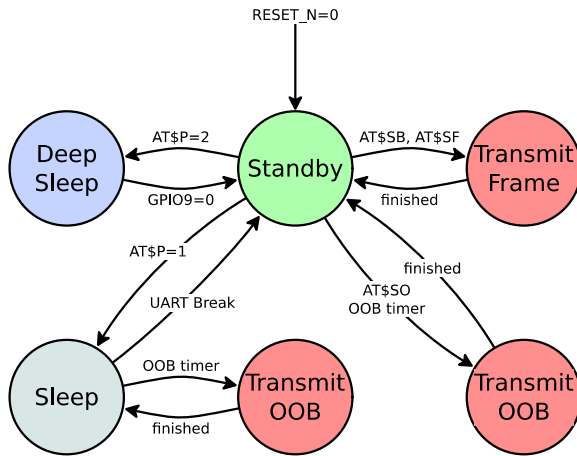 RESET_N=0
AT$P=2
AT$SB, AT$SF
Deep
Sleep
Standby
Transmit
Frame
GPIO9=0
finished
AT$P=1
finished
AT$SO
OOB timer
UART Break
OOB timer
Sleep
Transmit
OOB
Transmit
OOB
finished